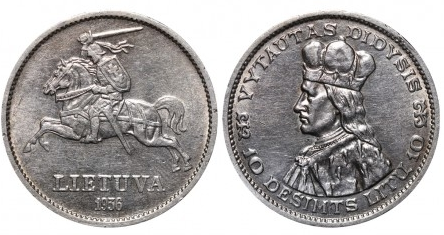 LIETUVA
1936
VYTAUTAS DIDYSIS
10 DEŠIMTS LITŲ 10